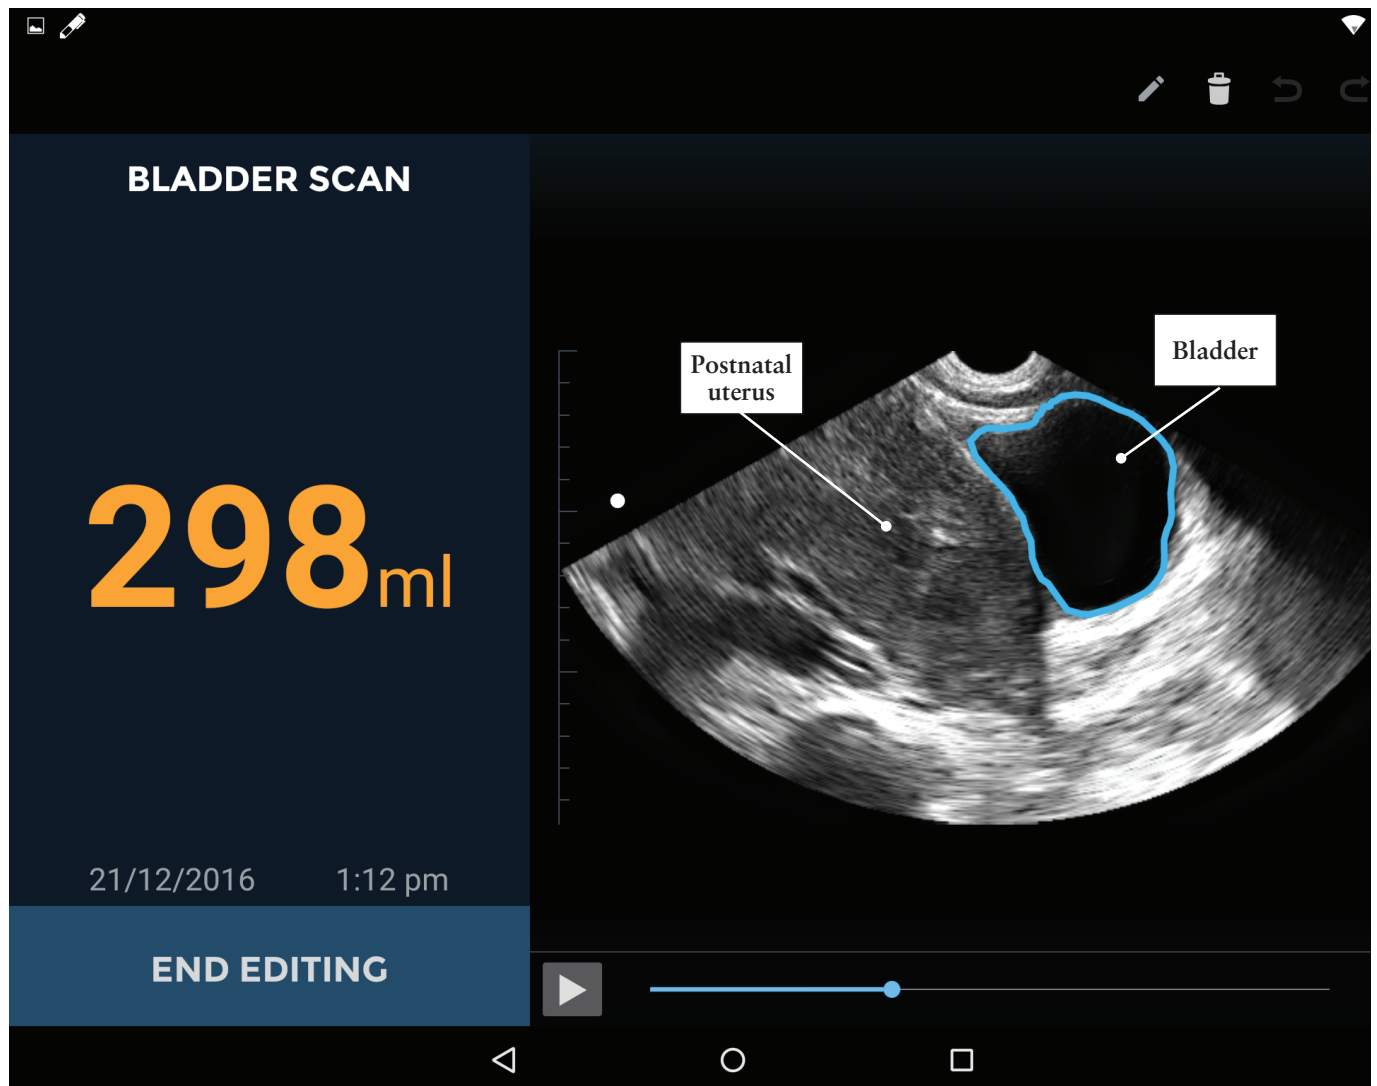 BLADDER SCAN
Postnatal
uterus
Bladder
298ml
21/12/2016 1:12 pm
END EDITING